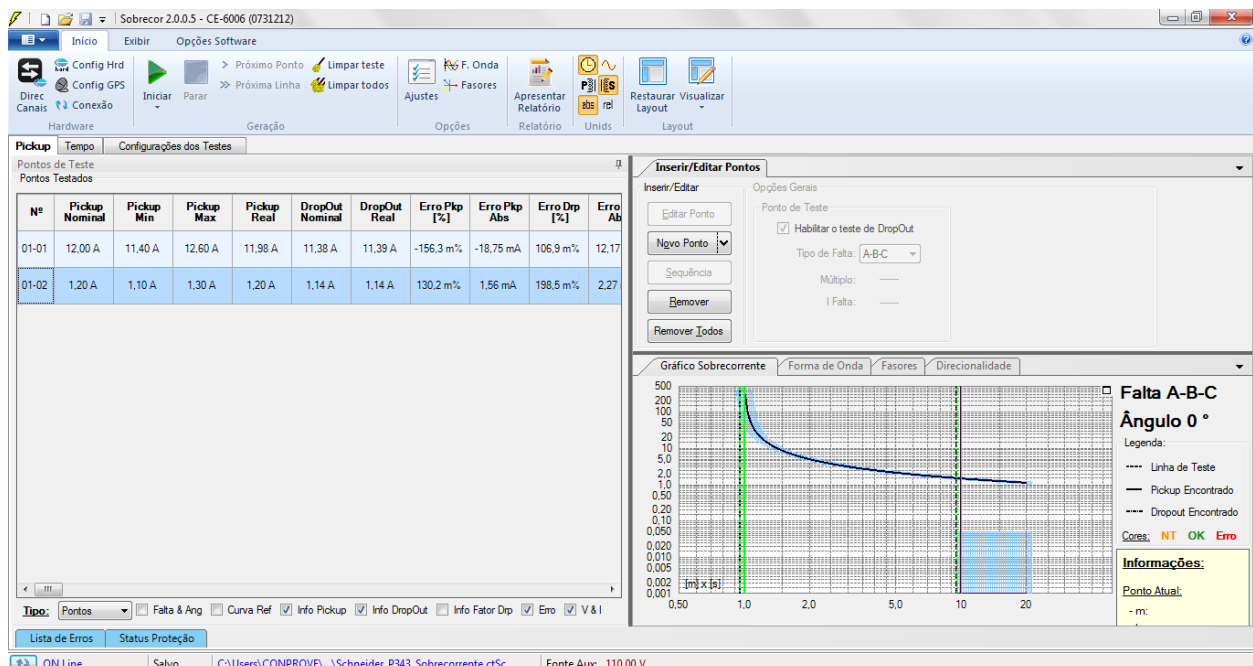 Sobrecor 2.0.0.5 - CE-6006 (0731212)
Início Exibir Opções Software
Direc Canais
Config Hrd
Config GPS
Conexão
Hardware
Iniciar
Parar
Próximo Ponto
Próxima Linha
Limpar teste
Limpar todos
Geração
Ajustes
F. Onda
Fasores
Opções
Apresentar Relatório
Relatório
abs rel
Unids
Restaurar Layout
Visualizar
Layout
Pickup Tempo Configurações dos Testes
Pontos de Teste
Pontos Testados
Nº Pickup Nominal Pickup Min Pickup Max Pickup Real DropOut Nominal DropOut Real Erro Pkp [%] Erro Pkp Abs Erro Drp [%] Erro Ab
01-01 12,00 A 11,40 A 12,60 A 11,98 A 11,38 A 11,39 A -156,3 m% -18,75 mA 106,9 m% 12,17
01-02 1,20 A 1,10 A 1,30 A 1,20 A 1,14 A 1,14 A 130,2 m% 1,56 mA 198,5 m% 2,27
Tipo: Pontos Falta & Ang Curva Ref Info Pickup Info DropOut Info Fator Drp Erro V & I
Inserir/Editar Pontos
Inserir/Editar
Editar Ponto
Novo Ponto
Sequência
Remover
Remover Todos
Opções Gerais
Ponto de Teste
Habilitar o teste de DropOut
Tipo de Falta: A-B-C
Múltiplo: -----
I Falta: -----
Gráfico Sobrecorrente Forma de Onda Fasores Direcionalidade
500
200
100
50
20
10
5,0
2,0
1,0
0,50
0,20
0,10
0,050
0,020
0,010
0,005
0,002
0,001
[m] x [s]
0,50 1,0 2,0 5,0 10 20
Falta A-B-C
Ângulo 0 °
Legenda:
Linha de Teste
Pickup Encontrado
Dropout Encontrado
Cores: NT OK Erro
Informações:
Ponto Atual:
- m:
Lista de Erros Status Proteção
ON Line Salvo C:\Users\CONPROVE\...\Schneider_P343_Sobrecorrente.ctSc Fonte Aux: 110,00 V